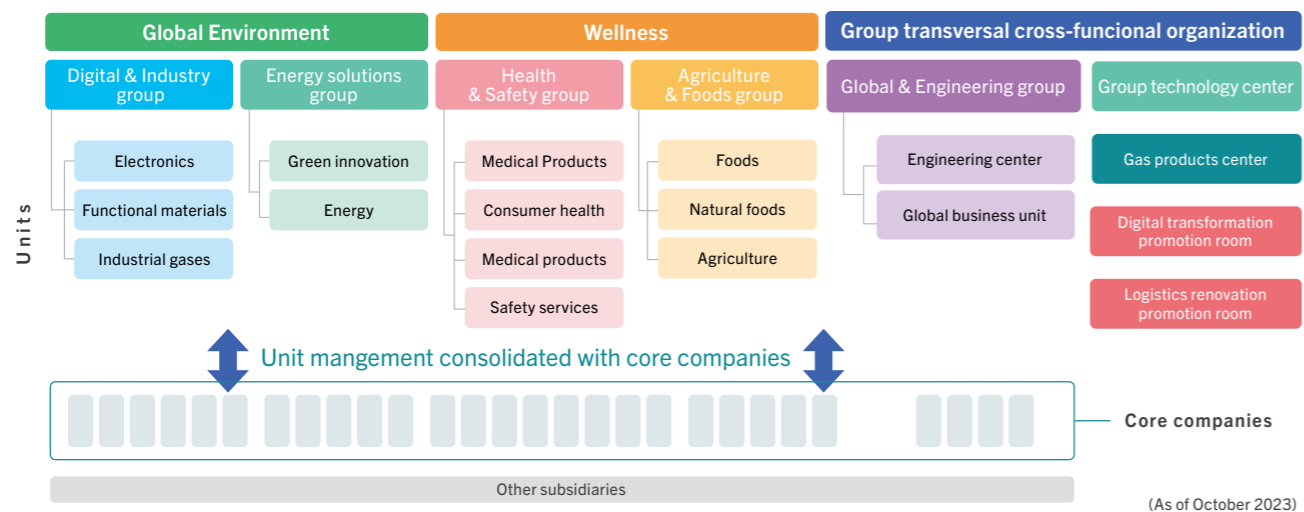 Global Environment
Wellness
Group transversal cross-funcional organization
Digital & Industry
group
Energy solutions
group
Health
& Safety group
Agriculture
& Foods group
Global & Engineering group
Group technology center
Units
Electronics
Functional materials
Industrial gases
Green innovation
Energy
Medical Products
Consumer health
Medical products
Safety services
Foods
Natural foods
Agriculture
Engineering center
Global business unit
Gas products center
Digital transformation
promotion room
Logistics renovation
promotion room
Unit mangement consolidated with core companies
Core companies
Other subsidiaries
(As of October 2023)